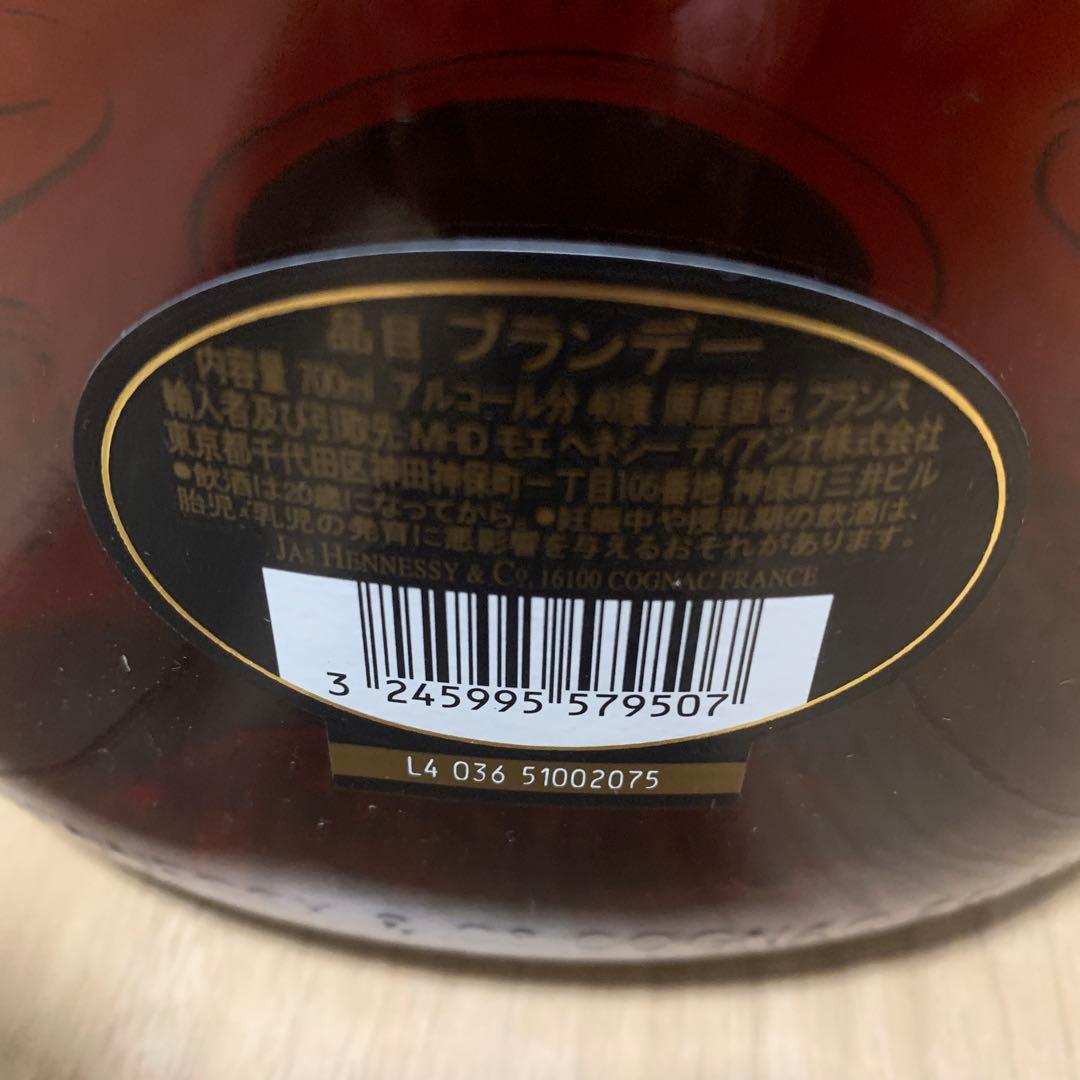 品目 ブランデー
内容量 700ml アルコール分 40度 原産国名 フランス
輸入者及び引取先 MHD モエ ヘネシー ディアジオ株式会社
東京都千代田区神田神保町一丁目105番地 神保町三井ビル
●飲酒は20歳になってから。●妊娠中や授乳期の飲酒は、
胎児・乳児の発育に悪影響を与えるおそれがあります。
JAs HENNESSY & Co. 16100 COGNAC FRANCE
3 245995 579507
L4 036 51002075